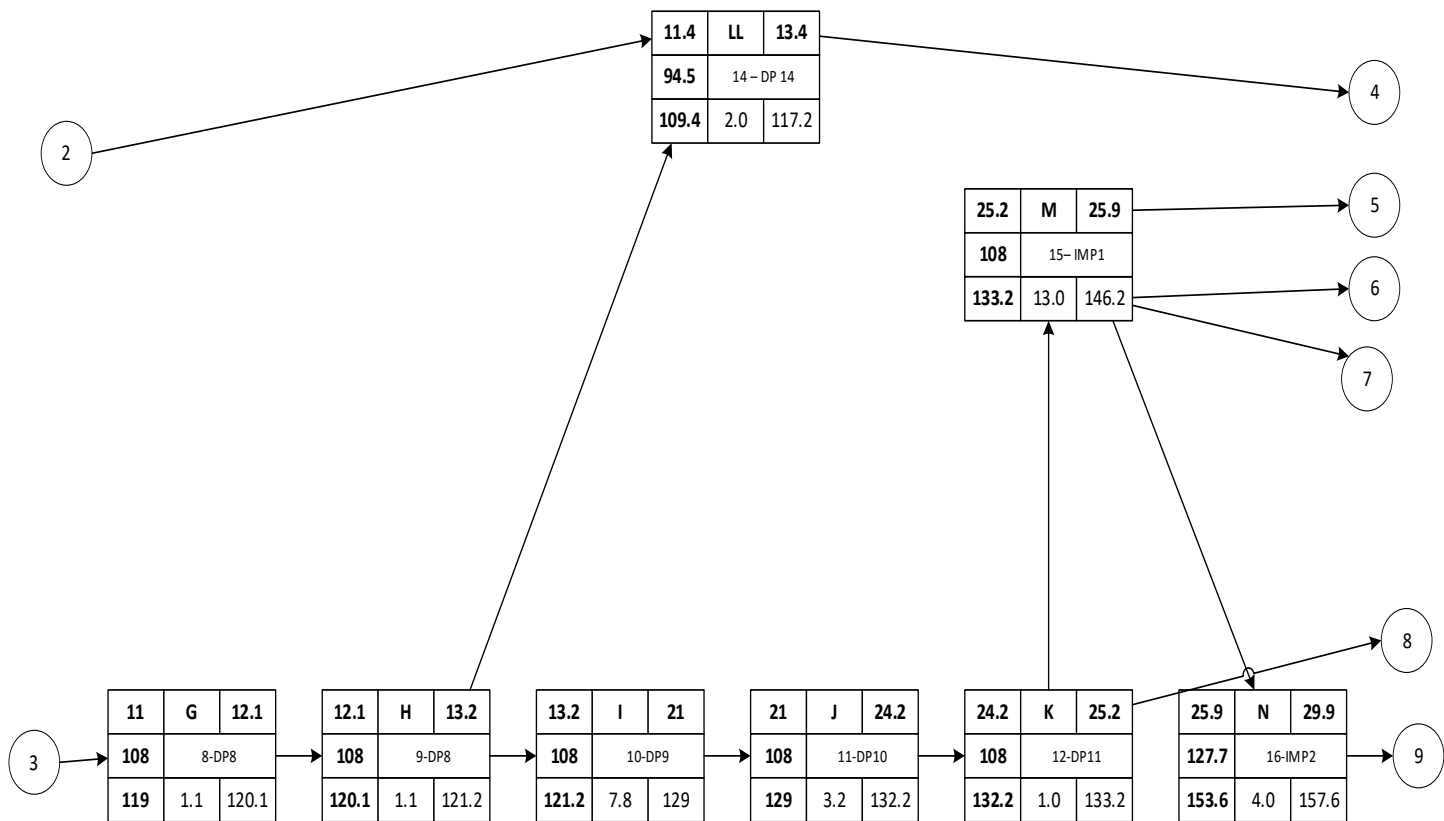 11.4 LL 13.4
94.5 14 – DP 14
109.4 2.0 117.2
2
4
25.2 M 25.9
108 15– IMP1
133.2 13.0 146.2
5
6
7
8
3
11 G 12.1
108 8-DP8
119 1.1 120.1
12.1 H 13.2
108 9-DP8
120.1 1.1 121.2
13.2 I 21
108 10-DP9
121.2 7.8 129
21 J 24.2
108 11-DP10
129 3.2 132.2
24.2 K 25.2
108 12-DP11
132.2 1.0 133.2
25.9 N 29.9
127.7 16-IMP2
153.6 4.0 157.6
9